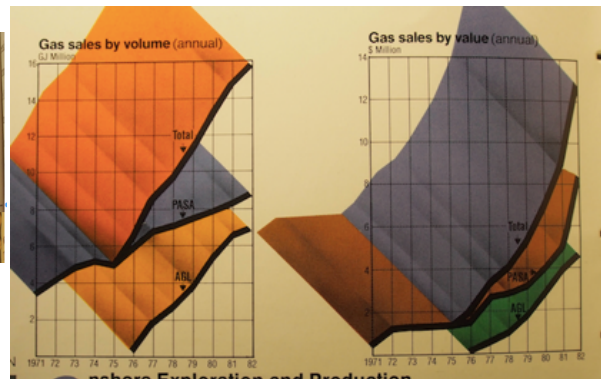 Gas sales by volume (annual)
GJ Million
16
14
12
10
8
6
4
2
Total
PASA
AGL
1971 72 73 74 75 76 77 78 79 80 81 82
Gas sales by value (annual)
$ Million
14
12
10
8
6
4
2
Total
PASA
AGL
1971 72 73 74 75 76 77 78 79 80 81 82
Exploration and Production